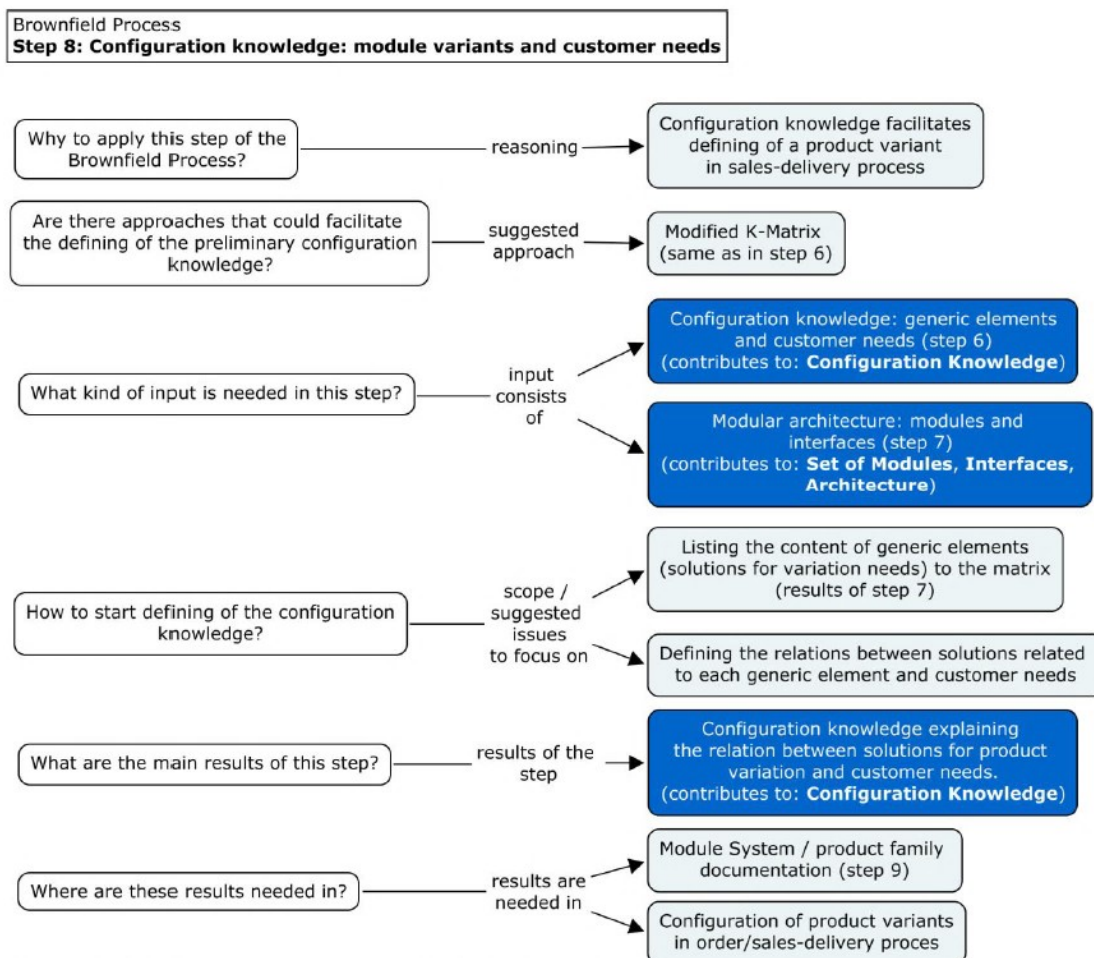 Brownfield Process
Step 8: Configuration knowledge: module variants and customer needs
Why to apply this step of the
Brownfield Process?
reasoning
Configuration knowledge facilitates
defining of a product variant
in sales-delivery process
Are there approaches that could facilitate
the defining of the preliminary configuration
knowledge?
suggested
approach
Modified K-Matrix
(same as in step 6)
What kind of input is needed in this step?
input
consists
of
Configuration knowledge: generic elements
and customer needs (step 6)
(contributes to: Configuration Knowledge)
Modular architecture: modules and
interfaces (step 7)
(contributes to: Set of Modules, Interfaces,
Architecture)
How to start defining of the configuration
knowledge?
scope /
suggested
issues
to focus on
Listing the content of generic elements
(solutions for variation needs) to the matrix
(results of step 7)
Defining the relations between solutions related
to each generic element and customer needs
What are the main results of this step?
results of the
step
Configuration knowledge explaining
the relation between solutions for product
variation and customer needs.
(contributes to: Configuration Knowledge)
Where are these results needed in?
results are
needed in
Module System / product family
documentation (step 9)
Configuration of product variants
in order/sales-delivery proces